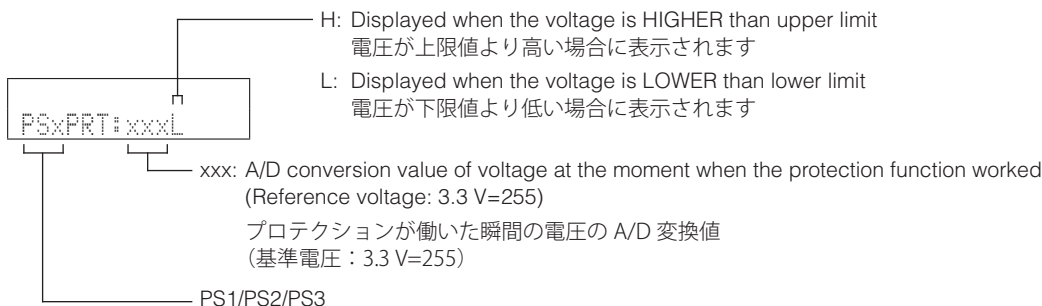 H: Displayed when the voltage is HIGHER than upper limit
電圧が上限値より高い場合に表示されます
L: Displayed when the voltage is LOWER than lower limit
電圧が下限値より低い場合に表示されます
PSxPRT:xxxL
xxx: A/D conversion value of voltage at the moment when the protection function worked
(Reference voltage: 3.3 V=255)
プロテクションが働いた瞬間の電圧の A/D 変換値
（基準電圧：3.3 V=255）
PS1/PS2/PS3